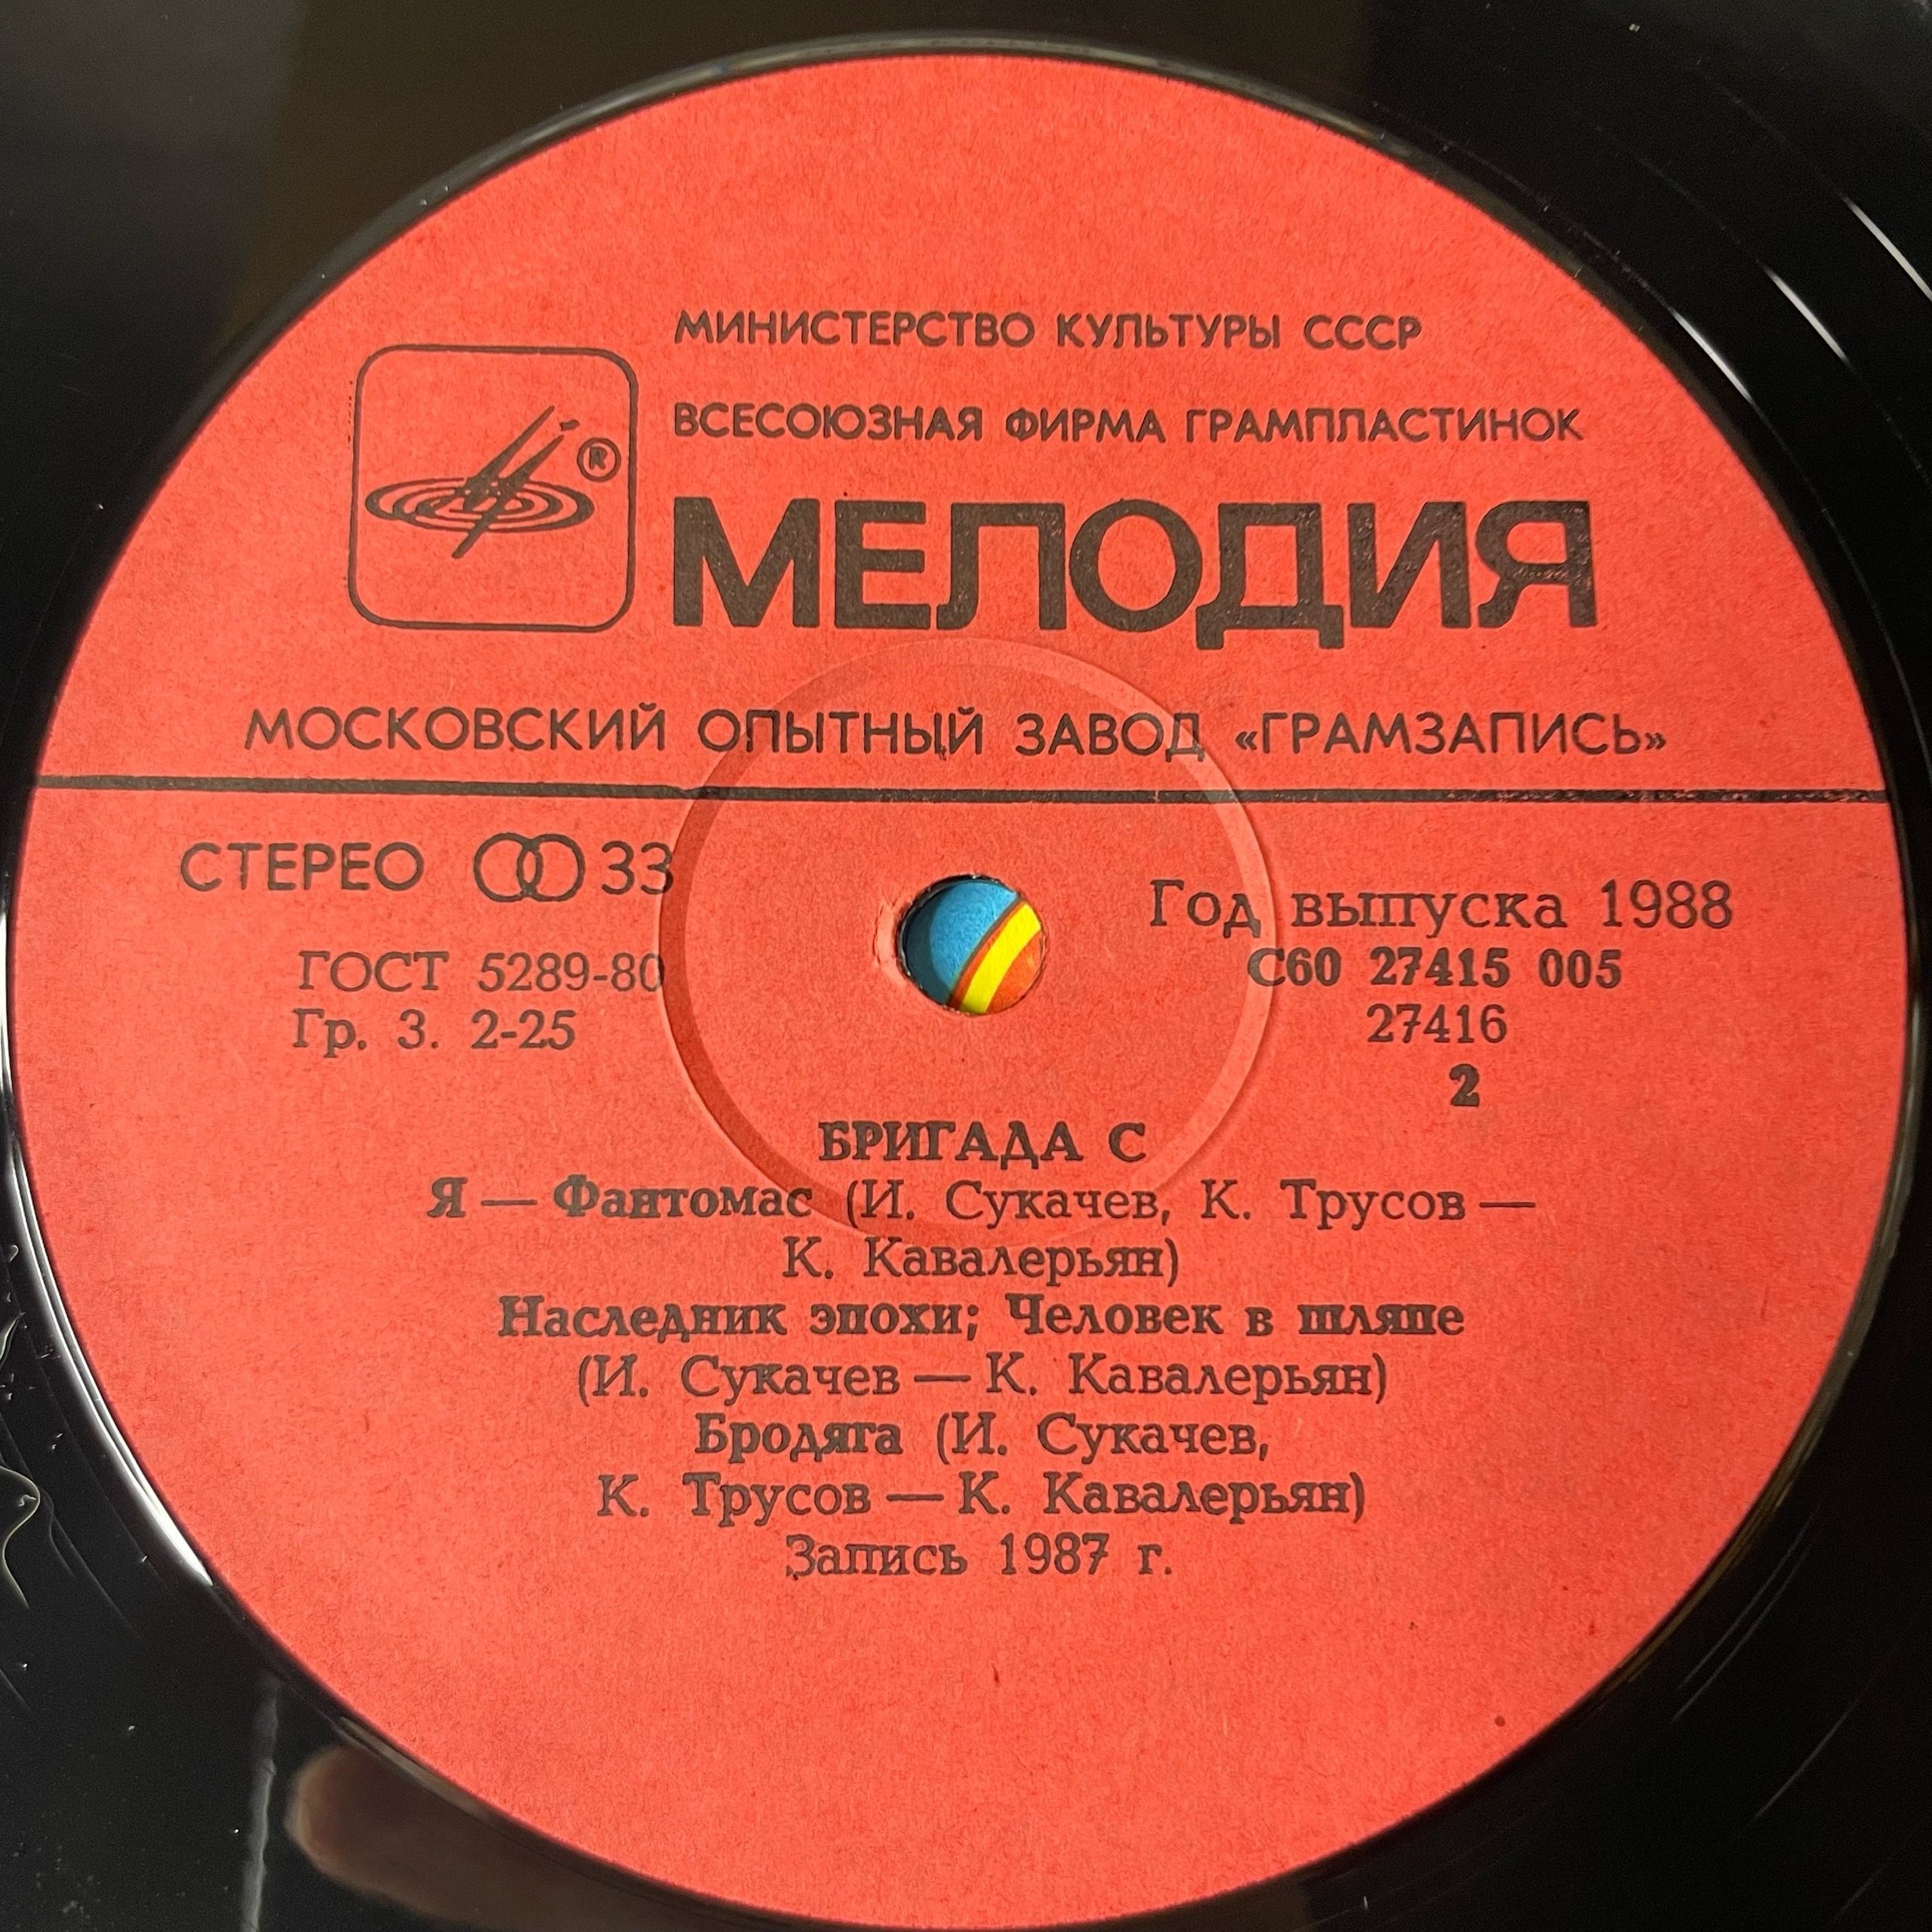 МИНИСТЕРСТВО КУЛЬТУРЫ СССР
ВСЕСОЮЗНАЯ ФИРМА ГРАМПЛАСТИНОК
®
МЕЛОДИЯ
МОСКОВСКИЙ ОПЫТНЫЙ ЗАВОД «ГРАМЗАПИСЬ»
СТЕРЕО 33
ГОСТ 5289-80
Гр. 3. 2-25
Год выпуска 1988
С60 27415 005
27416
2
БРИГАДА С
Я — Фантомас (И. Сукачев, К. Трусов —
К. Кавалерьян)
Наследник эпохи; Человек в шляпе
(И. Сукачев — К. Кавалерьян)
Бродяга (И. Сукачев,
К. Трусов — К. Кавалерьян)
Запись 1987 г.